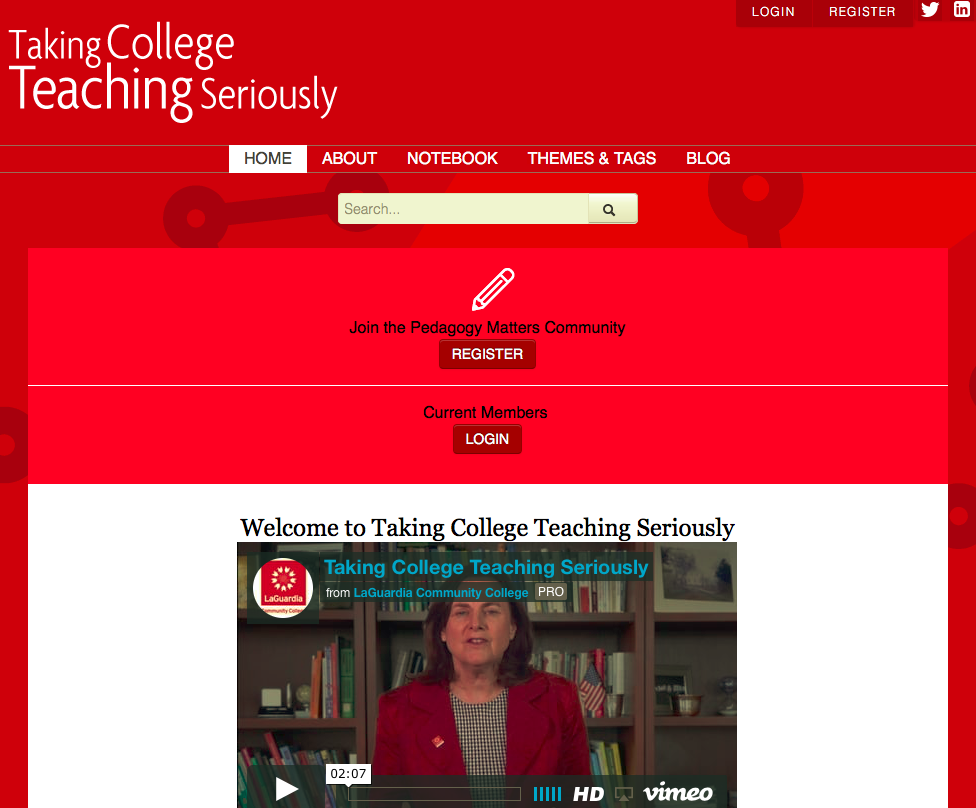 LOGIN REGISTER
Taking College
Teaching Seriously
HOME ABOUT NOTEBOOK THEMES & TAGS BLOG
Search...
Join the Pedagogy Matters Community
REGISTER
Current Members
LOGIN
Welcome to Taking College Teaching Seriously
Taking College Teaching Seriously
from LaGuardia Community College PRO
LaGuardia
Community College
02:07
HD vimeo